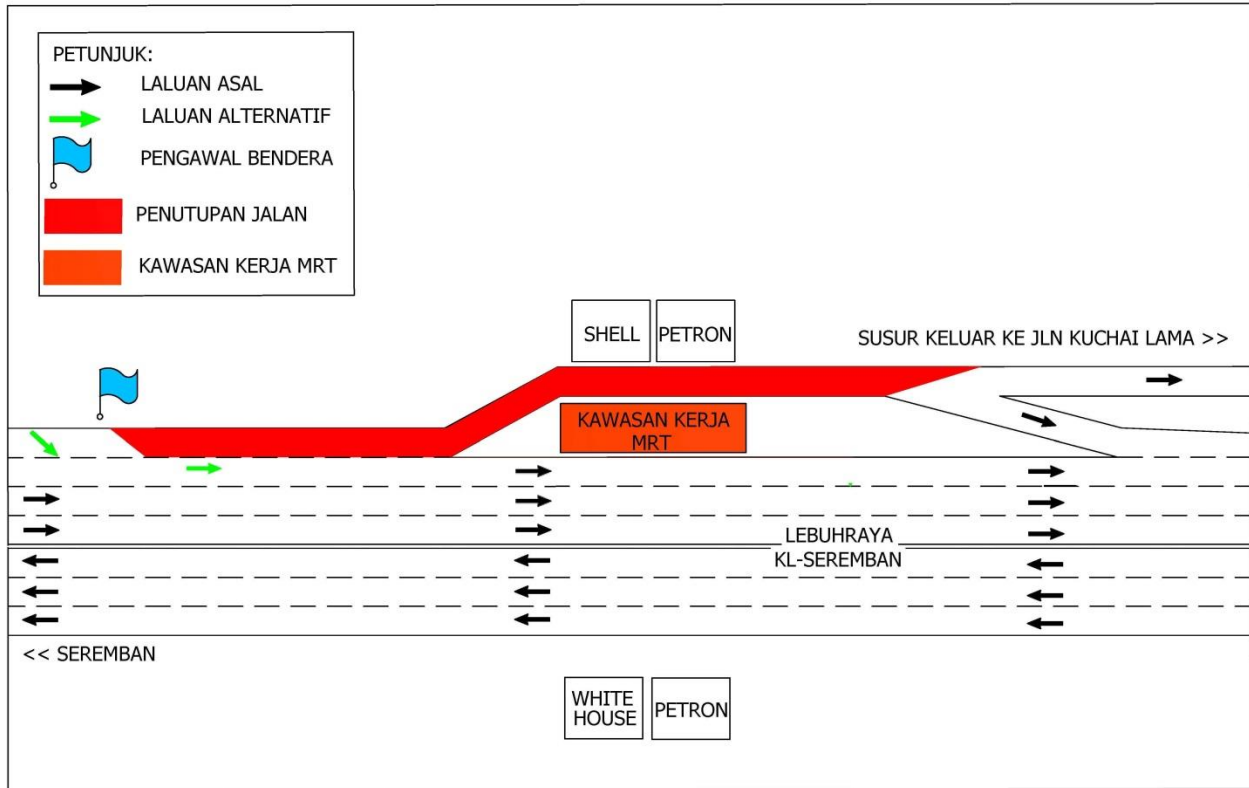 PETUNJUK:
LALUAN ASAL
LALUAN ALTERNATIF
PENGAWAL BENDERA
PENUTUPAN JALAN
KAWASAN KERJA MRT
SHELL
PETRON
SUSUR KELUAR KE JLN KUCHAI LAMA >>
KAWASAN KERJA
MRT
LEBUHRAYA
KL-SEREMBAN
<< SEREMBAN
WHITE
HOUSE
PETRON